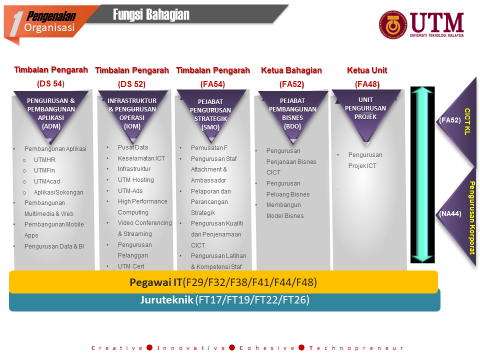 1 Pengenalan
Organisasi
Fungsi Bahagian
UTM
UNIVERSITI TEKNOLOGI MALAYSIA
Timbalan Pengarah
(DS 54)
PENGURUSAN &
PEMBANGUNAN
APLIKASI
(ADM)
• Pembangunan Aplikasi
o UTMHR
o UTMFin
o UTMAcad
o Aplikasi Sokongan
• Pembangunan
Multimedia & Web
• Pembangunan Mobile
Apps
• Pengurusan Data & BI
Timbalan Pengarah
(DS 52)
INFRASTRUKTUR
& PENGURUSAN
OPERASI
(IOM)
• Pusat Data
• Keselamatan ICT
• Infrastruktur
• UTM Hosting
• UTM-Ads
• High Performance
Computing
• Video Conferencing
& Streaming
• Pengurusan
Pelanggan
• UTM Cert
Timbalan Pengarah
(FA54)
PEJABAT
PENGURUSAN
STRATEGIK
(SMO)
• Pemusatan F
• Pengurusan Staf
Attachment &
Ambassador
• Pelaporan dan
Perancangan
Strategik
• Pengurusan Kualiti
dan Penjenamaan
CICT
• Pengurusan Latihan
& Kompetensi Staf
Ketua Bahagian
(FA52)
PEJABAT
PEMBANGUNAN
BISNES
(BDO)
• Pengurusan
Penjanaan Bisnes
CICT
• Pengurusan
Peluang Bisnes
• Membangun
Model Bisnes
Ketua Unit
(FA48)
UNIT
PENGURUSAN
PROJEK
• Pengurusan
Projek ICT
CICT KL
(FA52)
Pengurusan Korporat
(NA44)
Pegawai IT(F29/F32/F38/F41/F44/F48)
Juruteknik (FT17/FT19/FT22/FT26)
Creative ● Innovative ● Cohesive ● Technopreneur